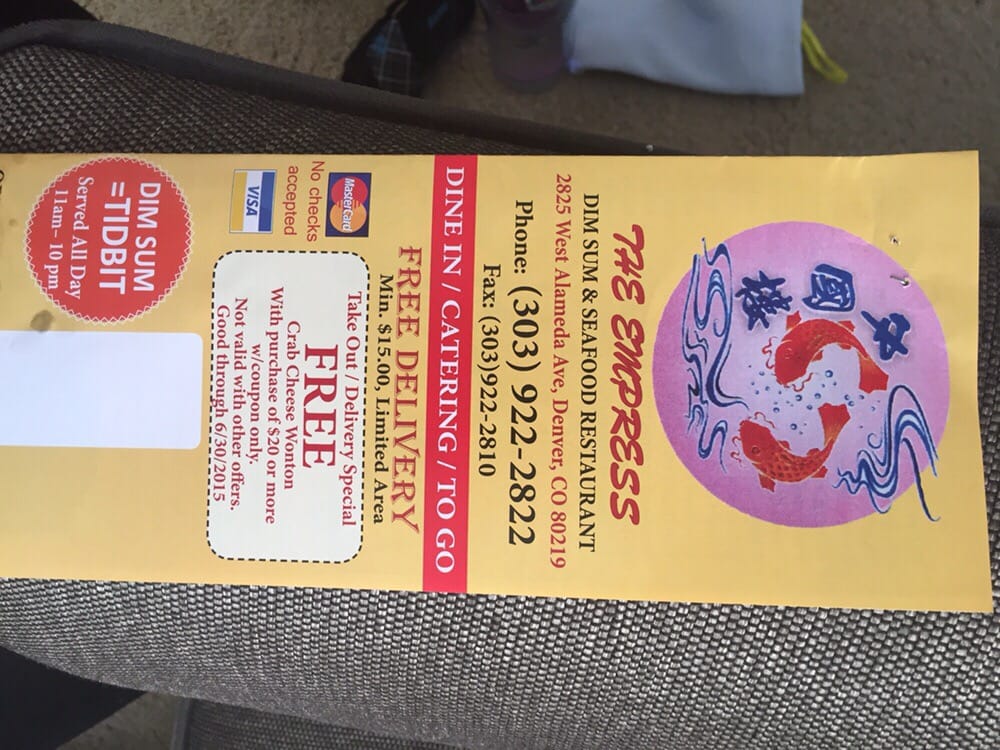 中
國
樓
THE EMPRESS
DIM SUM & SEAFOOD RESTAURANT
2825 West Alameda Ave, Denver, CO 80219
Phone: (303) 922-2822
Fax: (303)922-2810
DINE IN / CATERING / TO GO
FREE DELIVERY
Min. $15.00, Limited Area
MasterCard
No checks
accepted
VISA
Take Out / Delivery Special
FREE
Crab Cheese Wonton
With purchase of $20 or more
w/coupon only.
Not valid with other offers.
Good through 6/30/2015
DIM SUM
=TIDBIT
Served All Day
11am- 10 pm